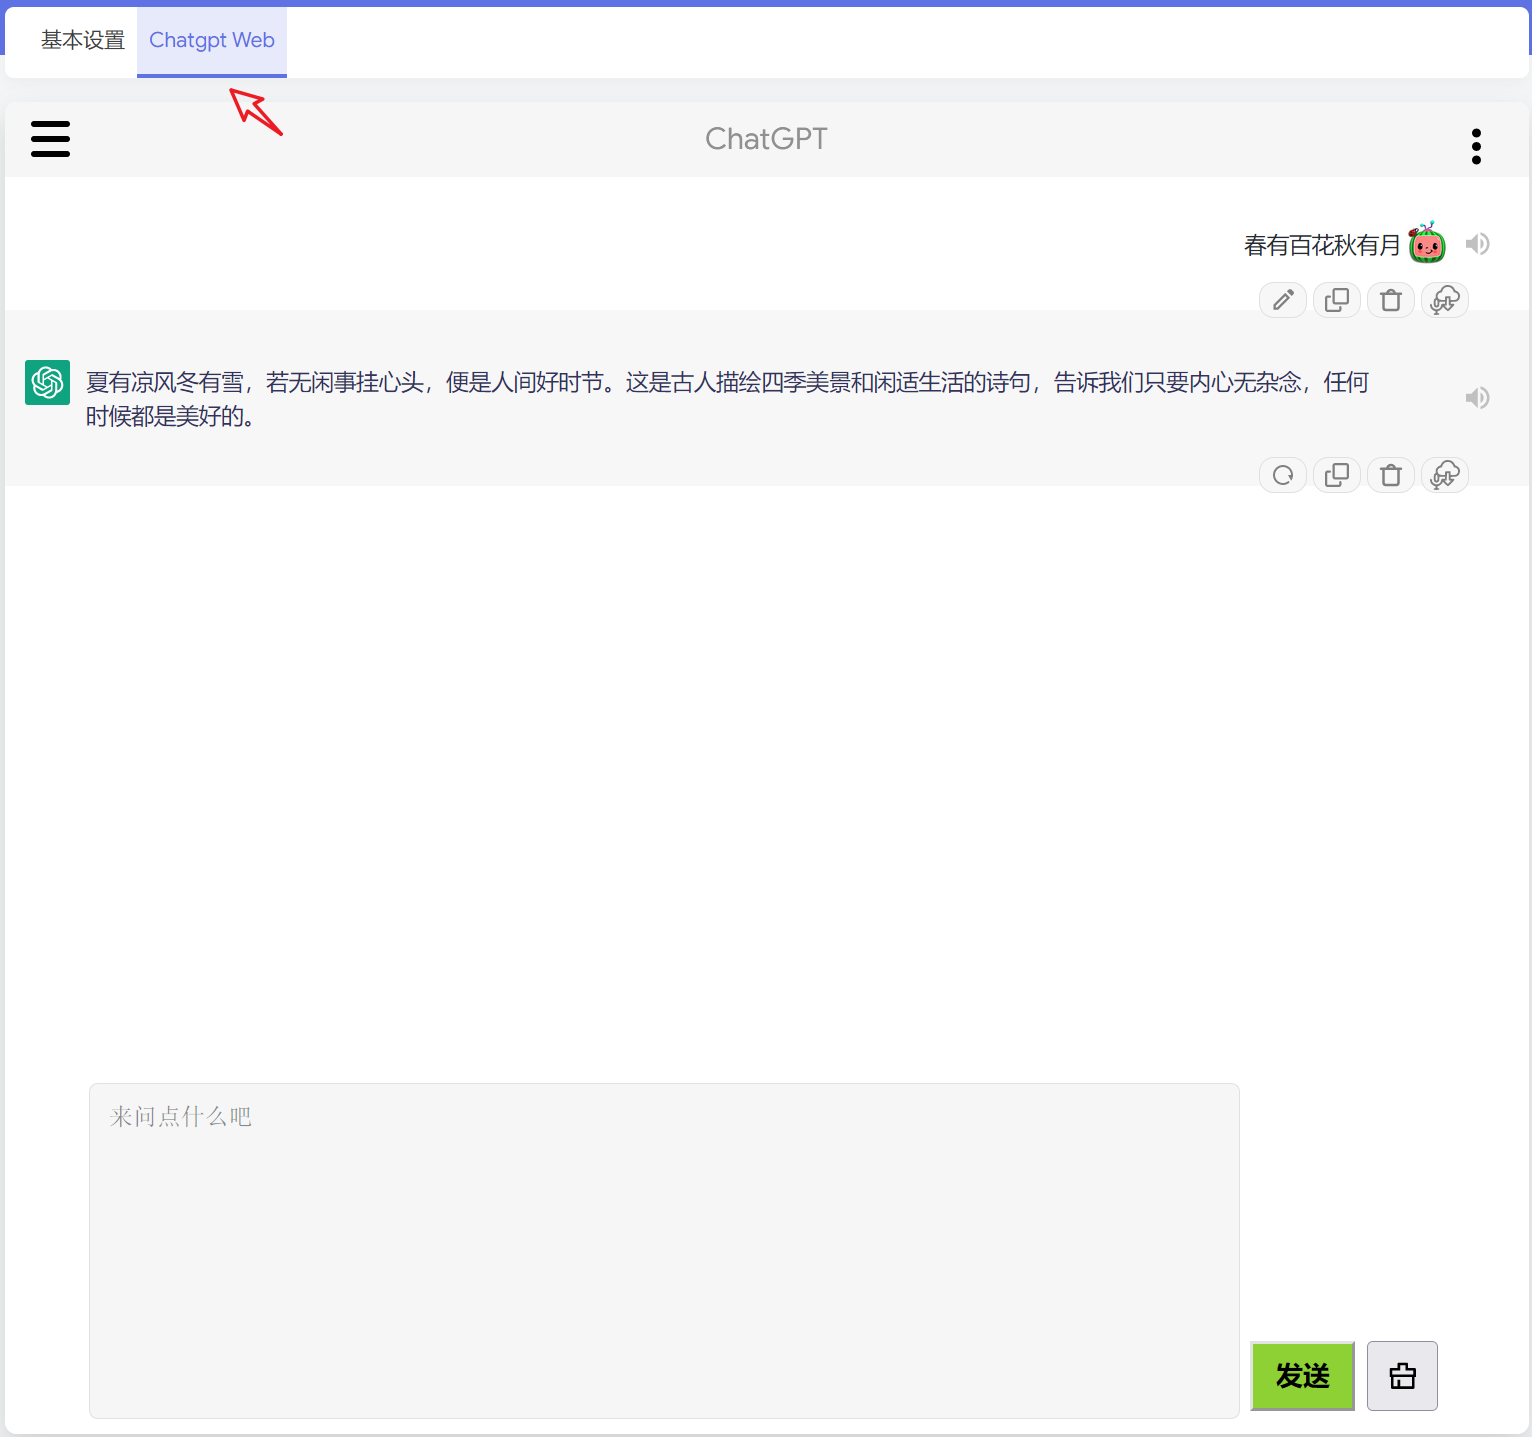 基本设置
Chatgpt Web
ChatGPT
春有百花秋有月
夏有凉风冬有雪，若无闲事挂心头，便是人间好时节。这是古人描绘四季美景和闲适生活的诗句，告诉我们只要内心无杂念，任何
时候都是美好的。
来问点什么吧
发送